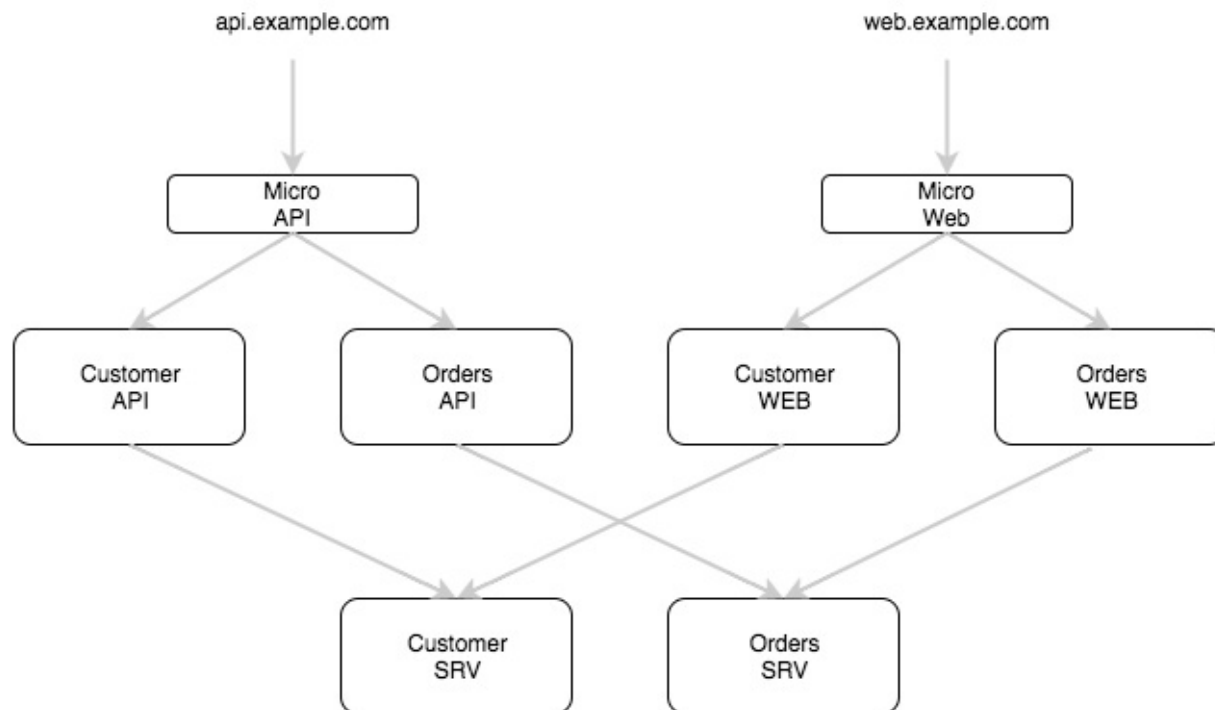 api.example.com
web.example.com
Micro
API
Micro
Web
Customer
API
Orders
API
Customer
WEB
Orders
WEB
Customer
SRV
Orders
SRV